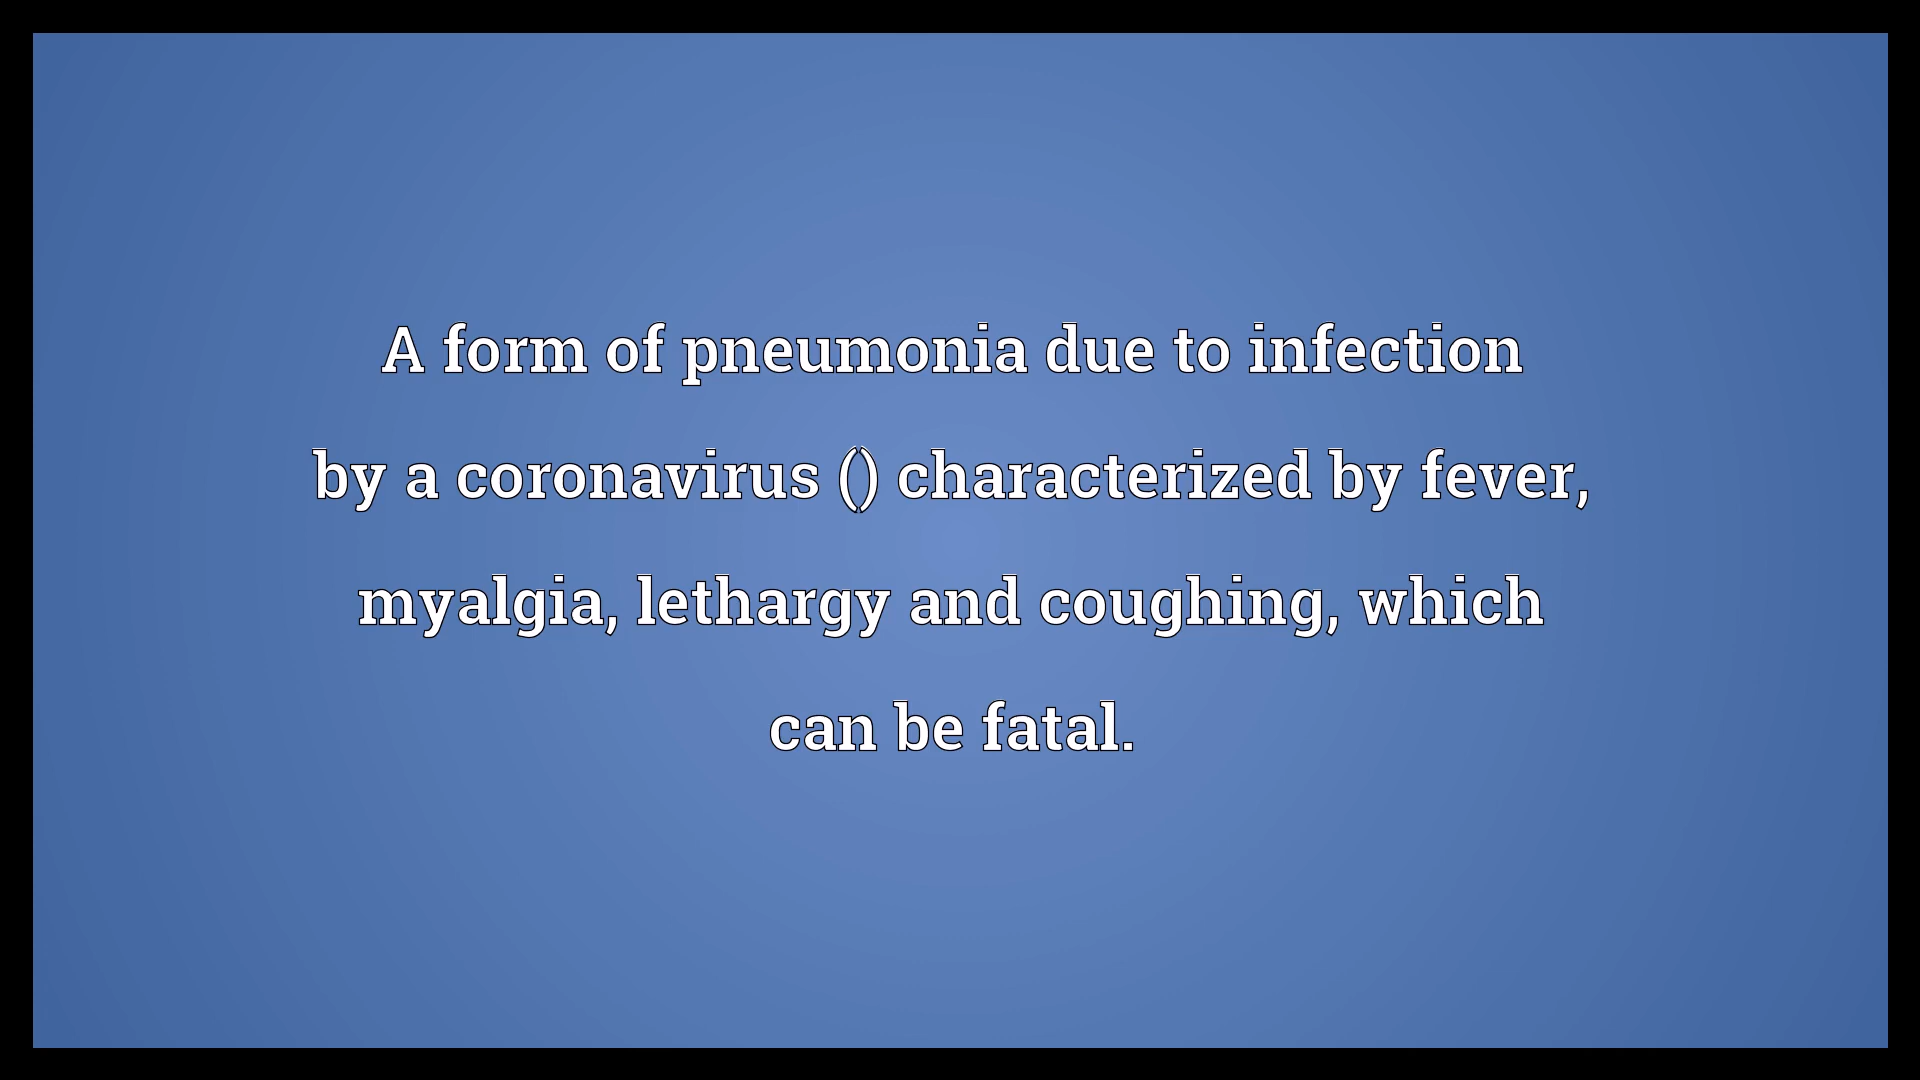 A form of pneumonia due to infection
by a coronavirus () characterized by fever,
myalgia, lethargy and coughing, which
can be fatal.